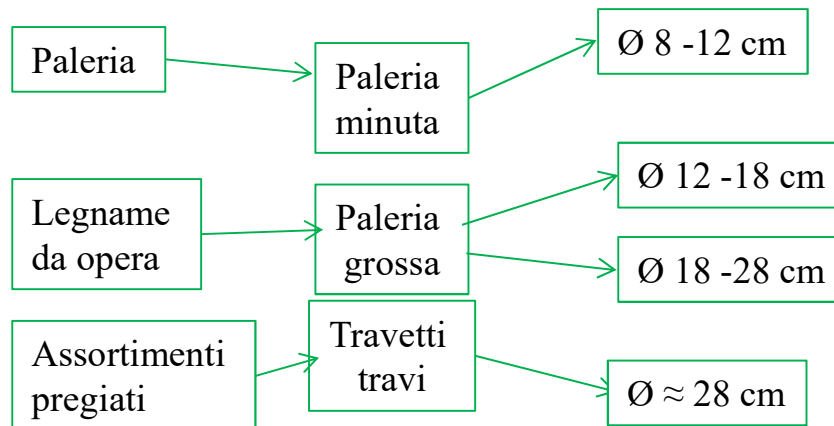 Paleria
Paleria
minuta
Ø 8 -12 cm
Legname
da opera
Paleria
grossa
Ø 12 -18 cm
Ø 18 -28 cm
Assortimenti
pregiati
Travetti
travi
Ø ≈ 28 cm